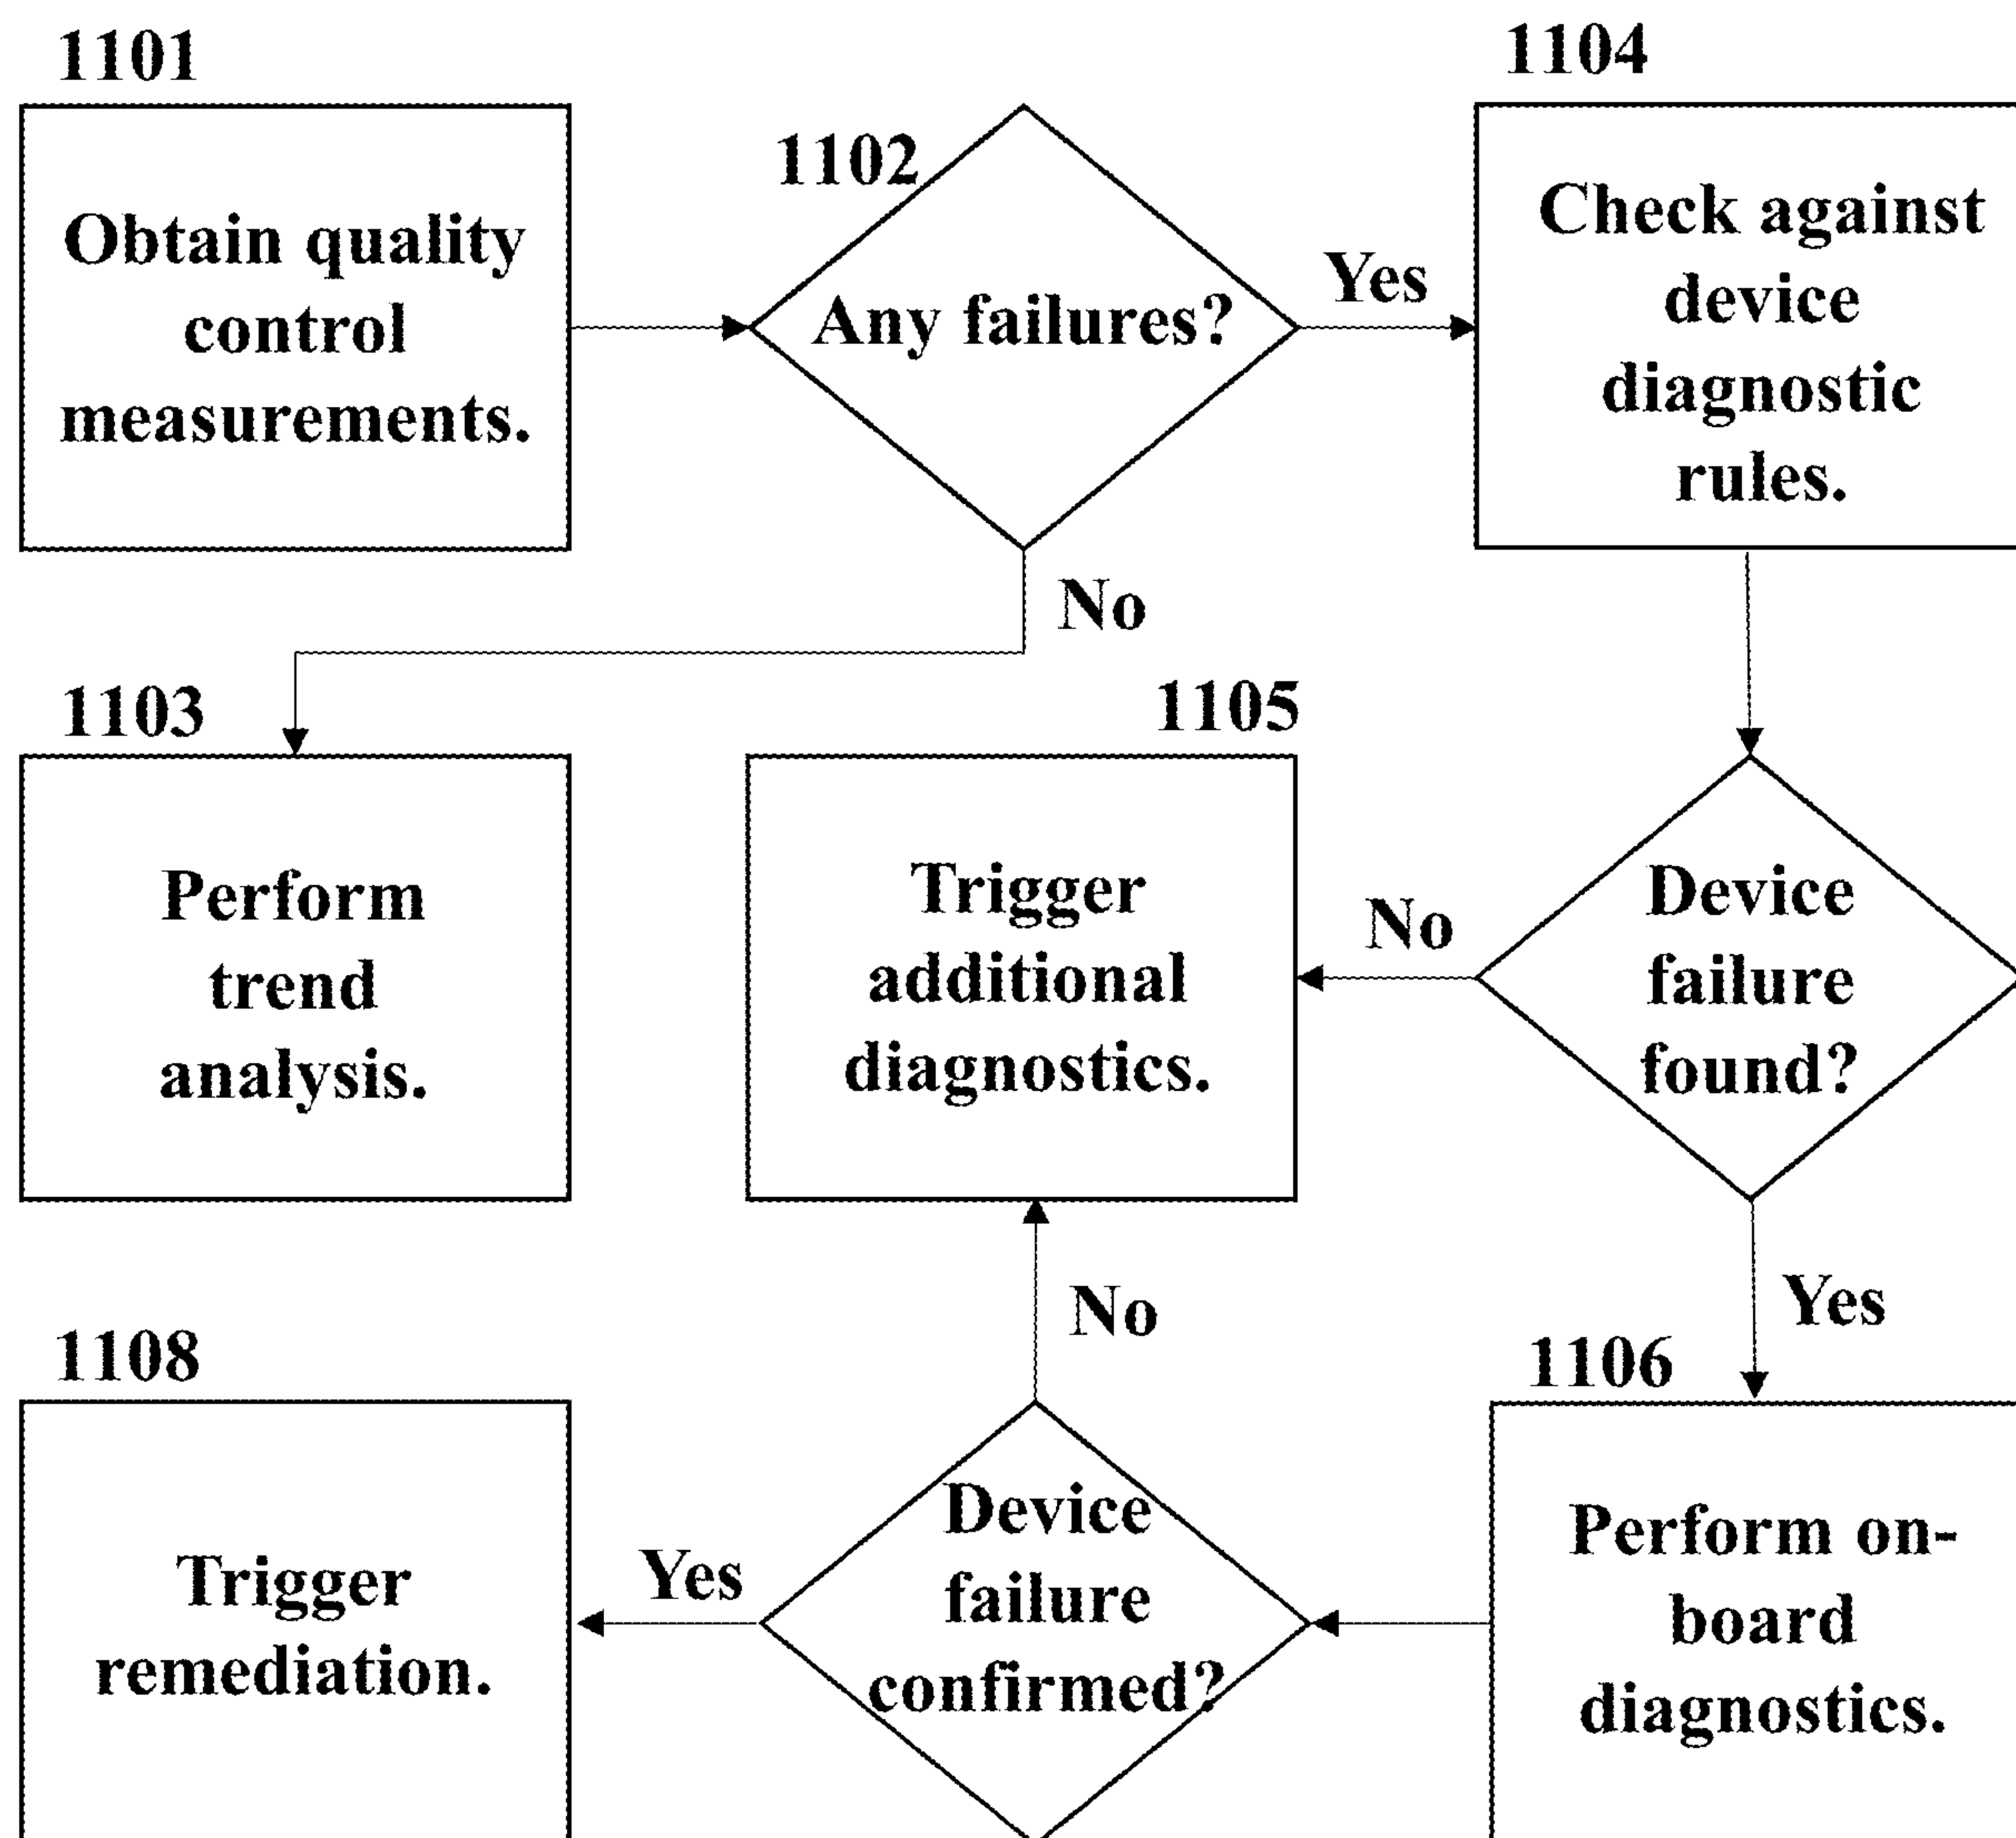 1101
Obtain quality
control
measurements.
1102
Any failures?
Yes
1104
Check against
device
diagnostic
rules.
No
1103
Perform
trend
analysis.
1105
Trigger
additional
diagnostics.
No
Device
failure
found?
No
Yes
1108
Trigger
remediation.
Yes
Device
failure
confirmed?
1106
Perform on-
board
diagnostics.